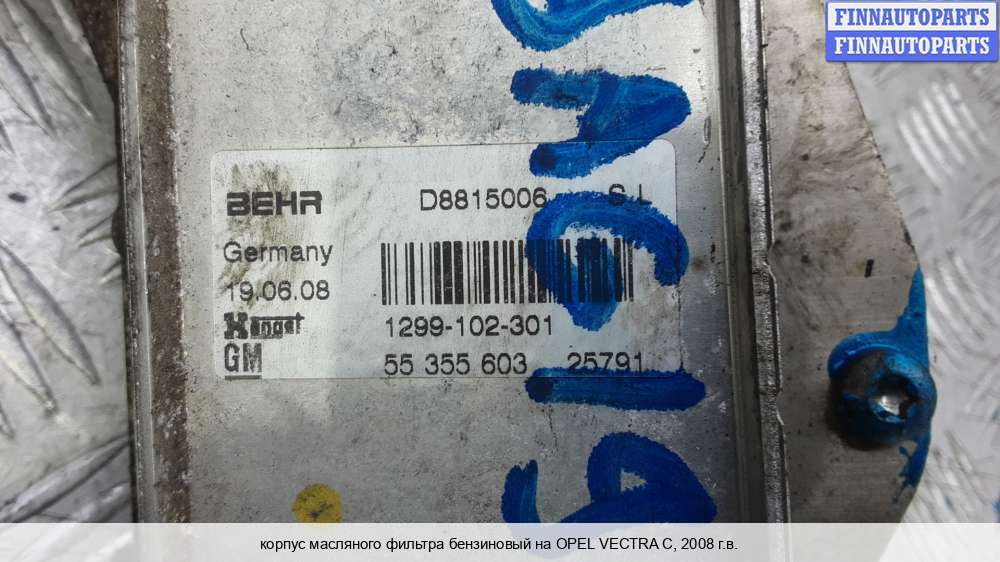 FINNAUTOPARTS
FINNAUTOPARTS
BEHR D8815006 S L
Germany
19.06.08
Hengst 1299-102-301
GM 55 355 603 25791
корпус масляного фильтра бензиновый на OPEL VECTRA C, 2008 г.в.